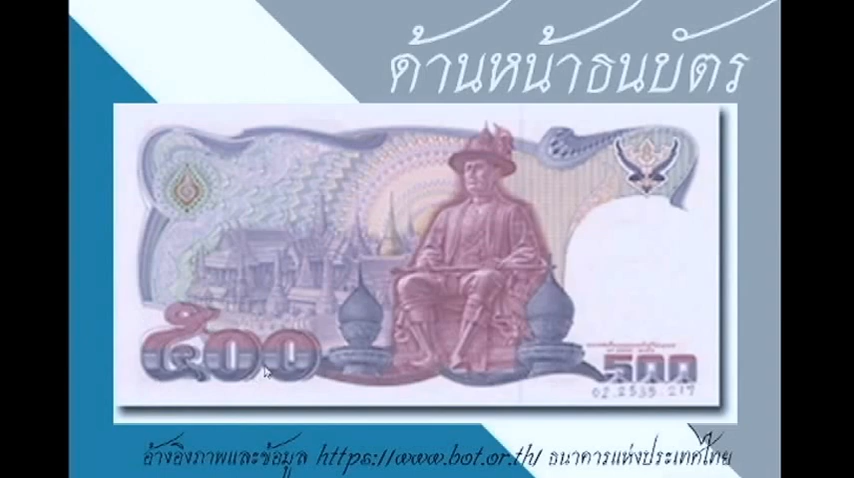 ด้านหน้าธนบัตร
๕๐๐
500
อ้างอิงภาพและข้อมูล https://www.bot.or.th/ ธนาคารแห่งประเทศไทย